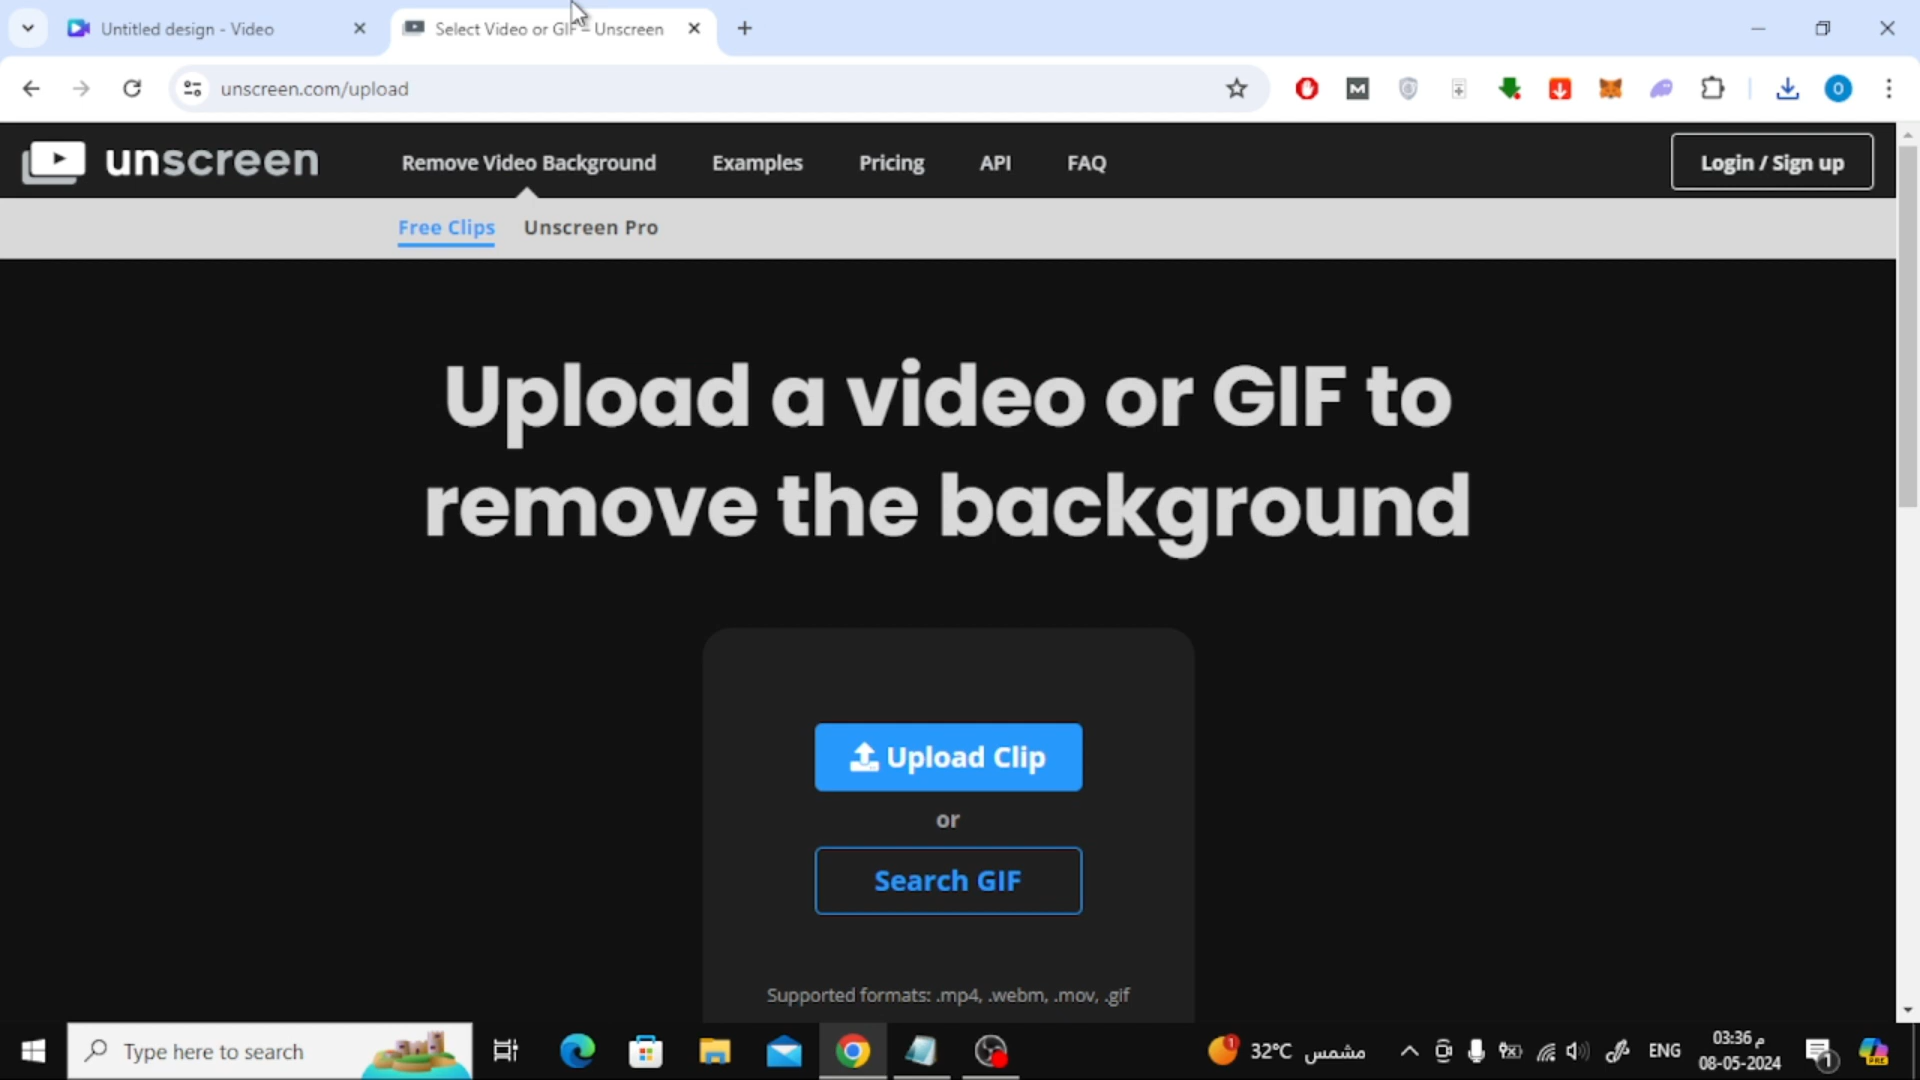 Untitled design - Video
Select Video or GIF – Unscreen
unscreen.com/upload
unscreen
Remove Video Background
Examples
Pricing
API
FAQ
Login / Sign up
Free Clips
Unscreen Pro
Upload a video or GIF to
remove the background
Upload Clip
or
Search GIF
Supported formats: .mp4, .webm, .mov, .gif
Type here to search
1
32°C مشمس
ENG
03:36 م
08-05-2024
1
PRE
M
O